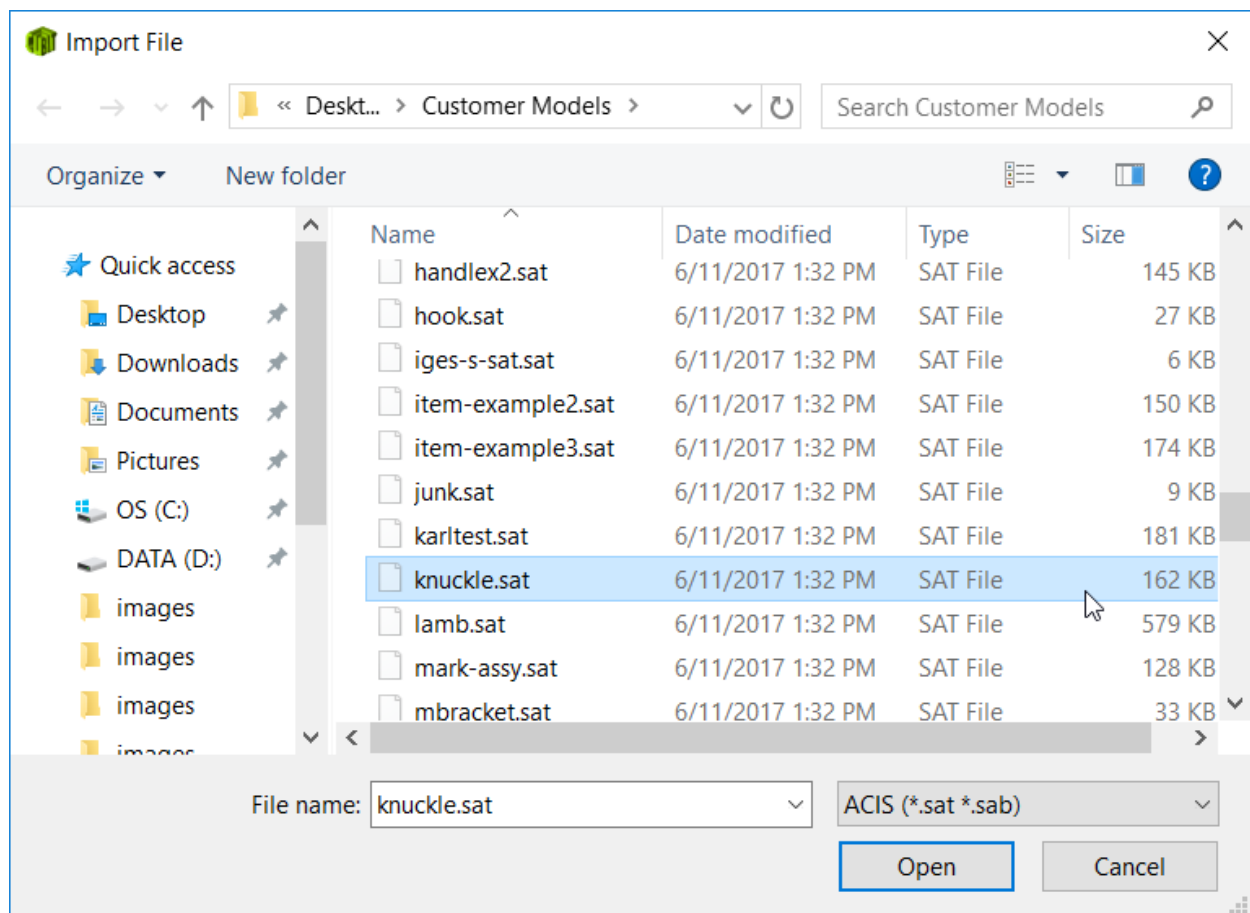 Import File
« Deskt... > Customer Models >
Search Customer Models
Organize
New folder
?
Name Date modified Type Size
Quick access
Desktop
Downloads
Documents
Pictures
OS (C:)
DATA (D:)
images
images
images
images
handlex2.sat 6/11/2017 1:32 PM SAT File 145 KB
hook.sat 6/11/2017 1:32 PM SAT File 27 KB
iges-s-sat.sat 6/11/2017 1:32 PM SAT File 6 KB
item-example2.sat 6/11/2017 1:32 PM SAT File 150 KB
item-example3.sat 6/11/2017 1:32 PM SAT File 174 KB
junk.sat 6/11/2017 1:32 PM SAT File 9 KB
karltest.sat 6/11/2017 1:32 PM SAT File 181 KB
knuckle.sat 6/11/2017 1:32 PM SAT File 162 KB
lamb.sat 6/11/2017 1:32 PM SAT File 579 KB
mark-assy.sat 6/11/2017 1:32 PM SAT File 128 KB
mbracket.sat 6/11/2017 1:32 PM SAT File 33 KB
File name: knuckle.sat ACIS (*.sat *.sab)
Open Cancel